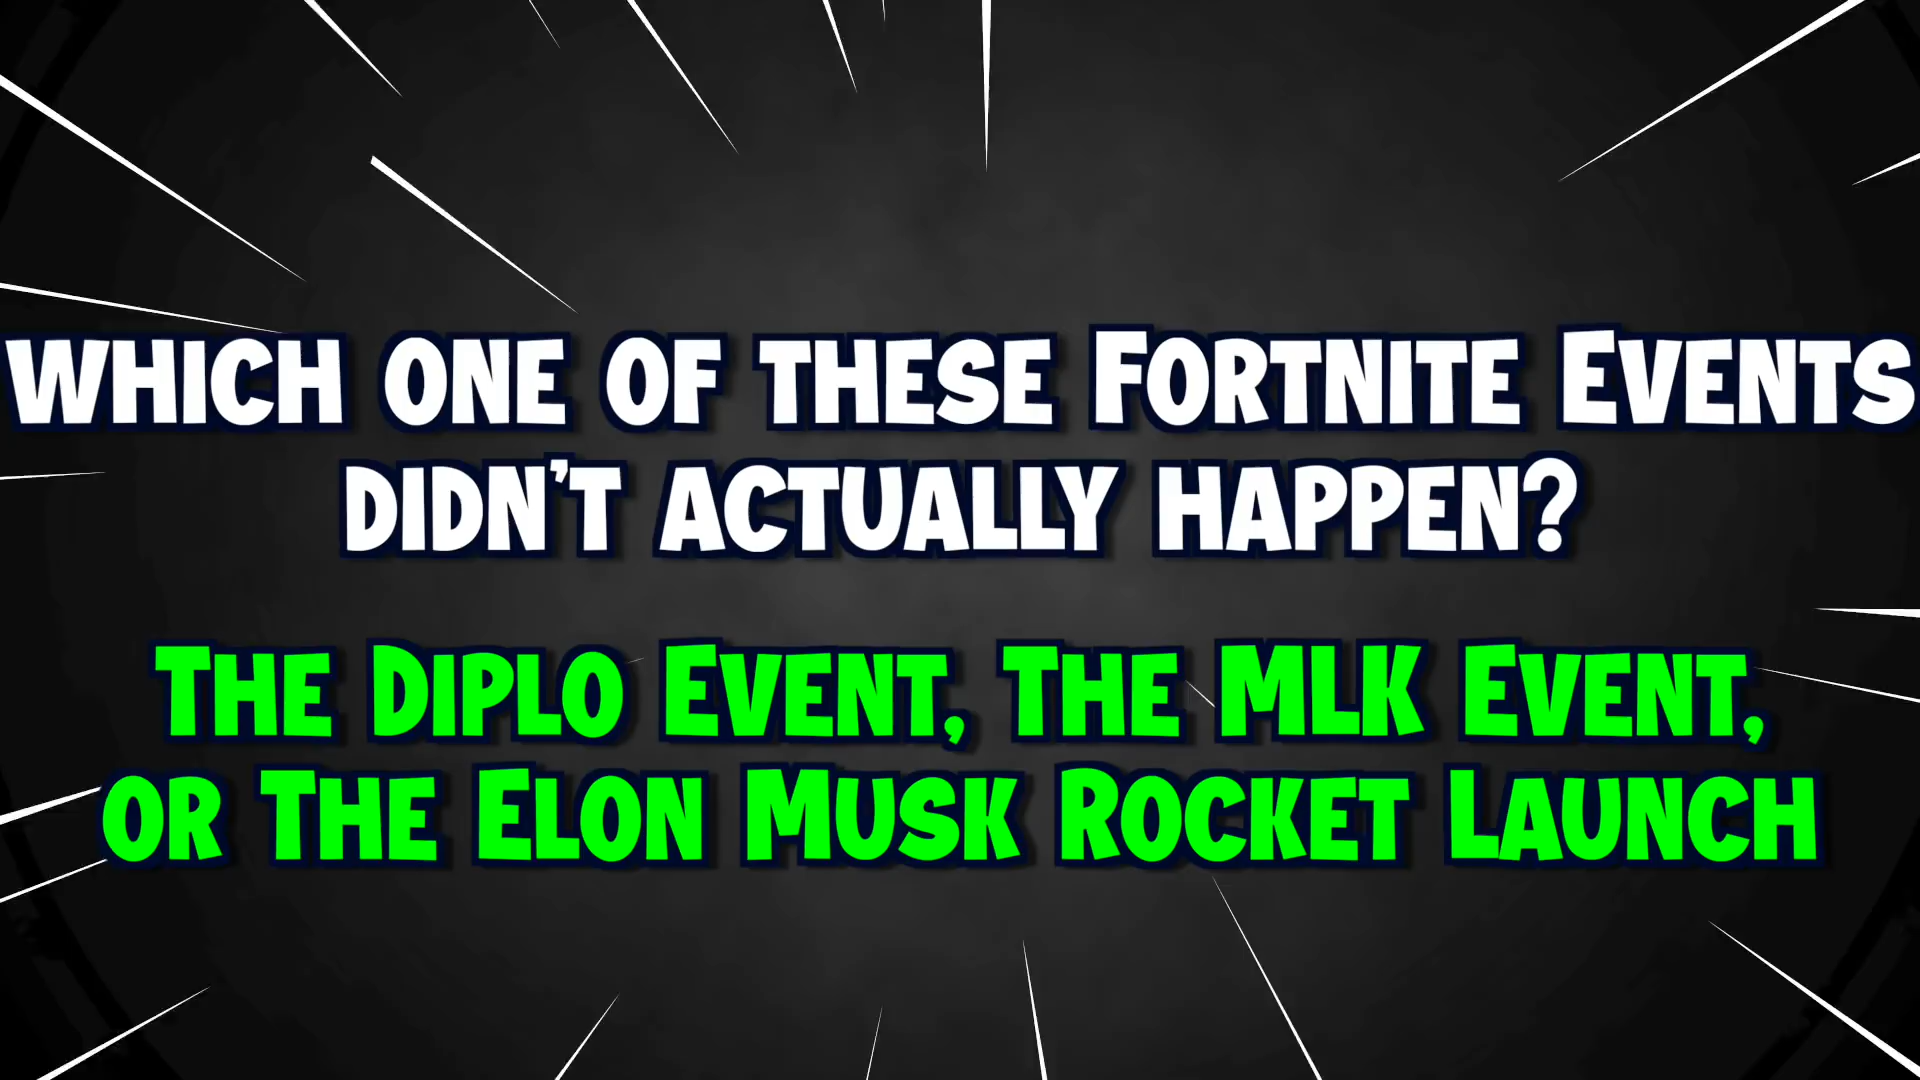 WHICH ONE OF THESE FORTNITE EVENTS
DIDN'T ACTUALLY HAPPEN?
THE DIPLO EVENT, THE MLK EVENT,
OR THE ELON MUSK ROCKET LAUNCH